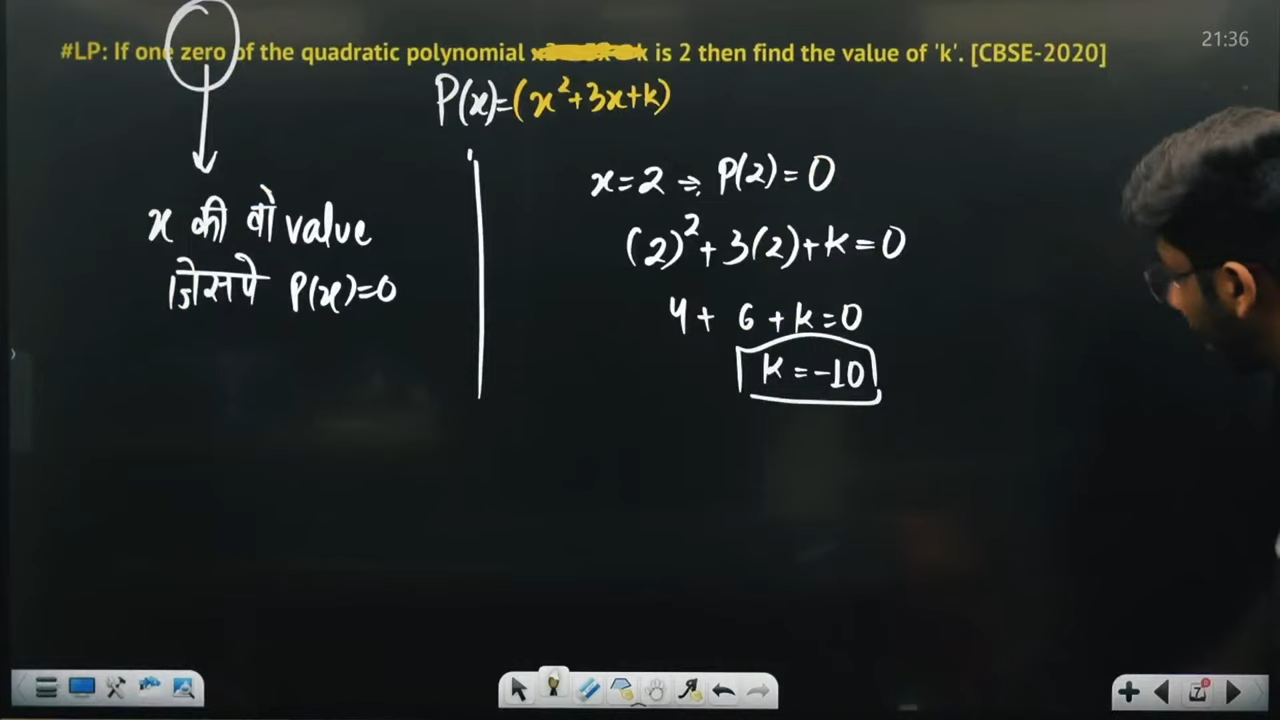 21:36
#LP: If one zero of the quadratic polynomial is 2 then find the value of 'k'. [CBSE-2020]
P(x)=(x²+3x+k)
x की वो value
जिसपे P(x)=0
x=2 ⇒ P(2)=0
(2)²+3(2)+k=0
4+ 6+k=0
k=-10